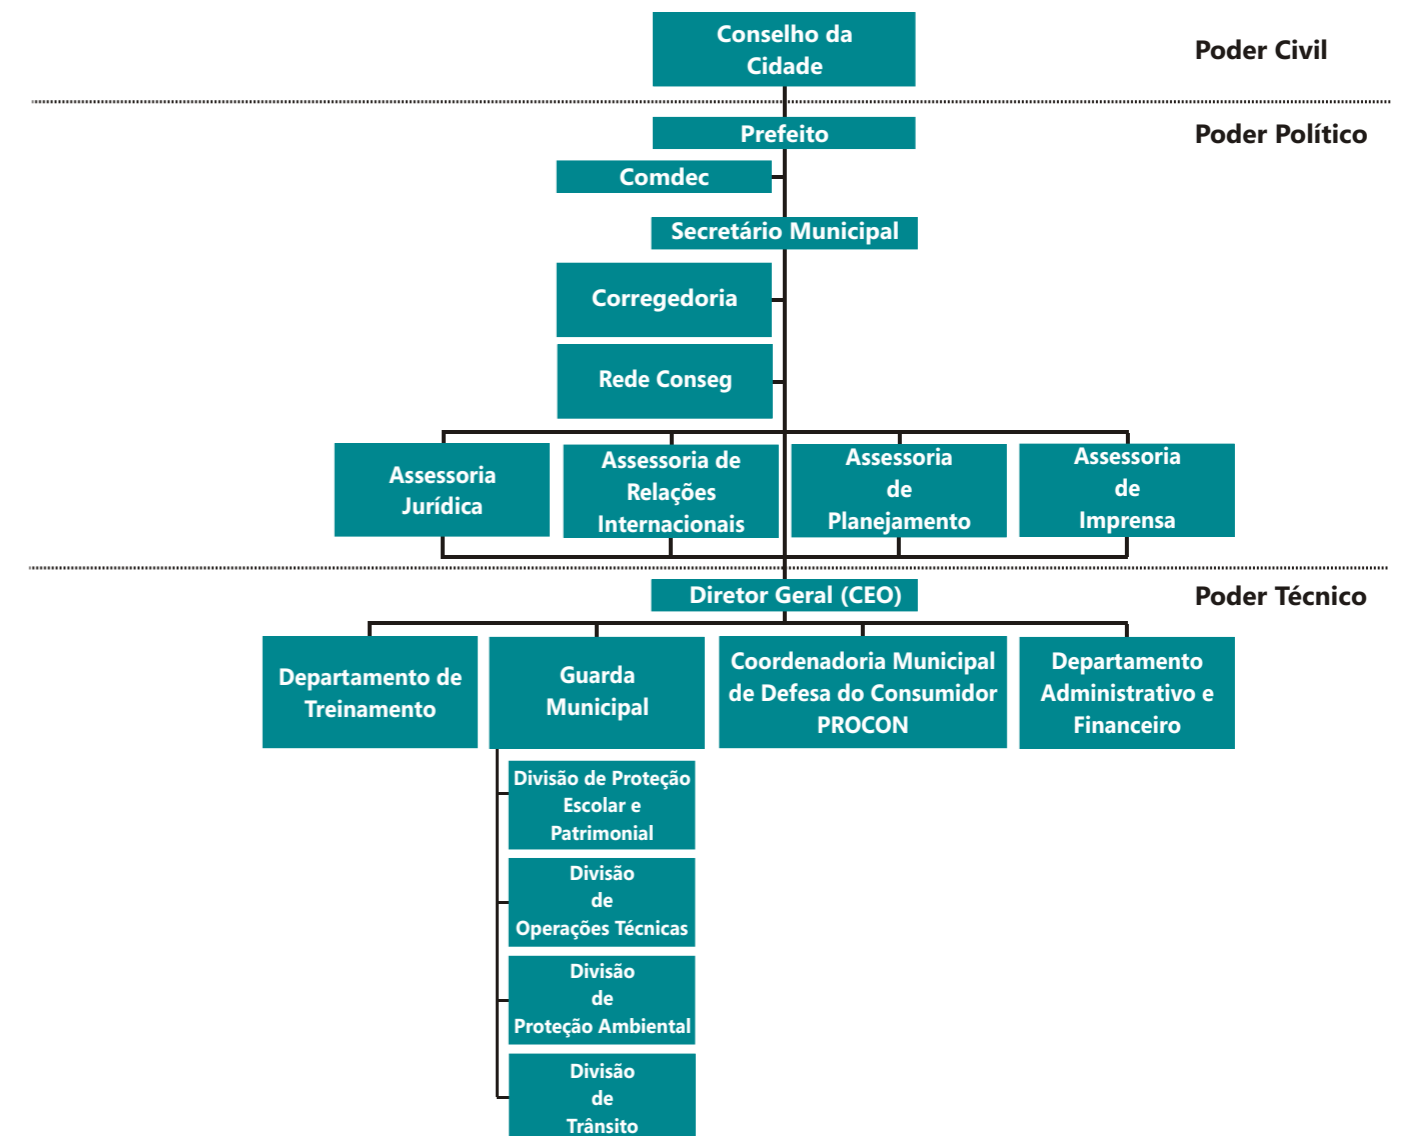 Conselho da
Cidade
Poder Civil
Prefeito
Poder Político
Comdec
Secretário Municipal
Corregedoria
Rede Conseg
Assessoria
Jurídica
Assessoria de
Relações
Internacionais
Assessoria
de
Planejamento
Assessoria
de
Imprensa
Diretor Geral (CEO)
Poder Técnico
Departamento de
Treinamento
Guarda
Municipal
Coordenadoria Municipal
de Defesa do Consumidor
PROCON
Departamento
Administrativo e
Financeiro
Divisão de Proteção
Escolar e
Patrimonial
Divisão
de
Operações Técnicas
Divisão
de
Proteção Ambiental
Divisão
de
Trânsito